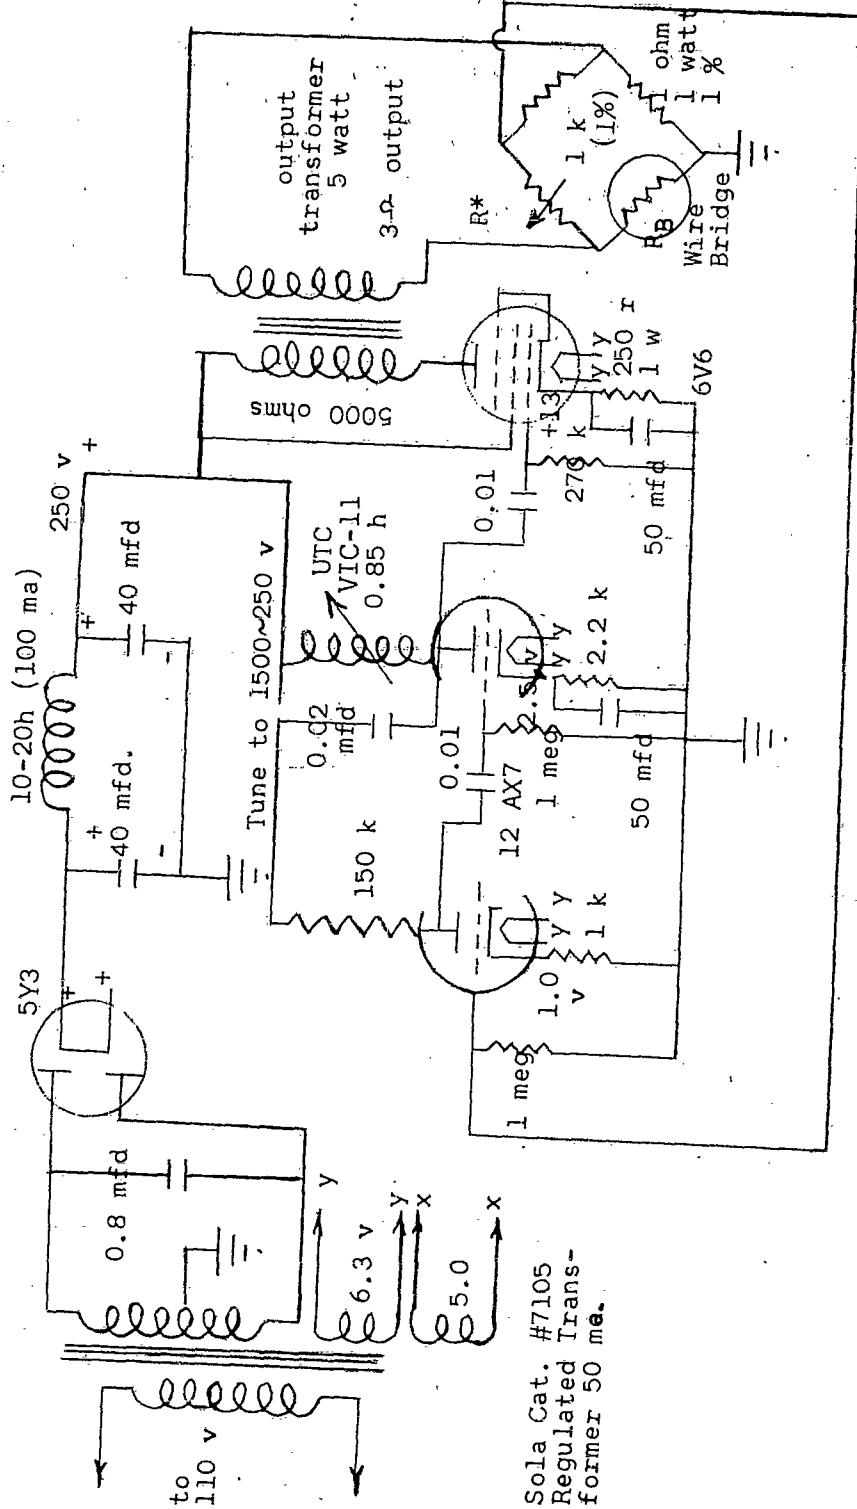 to
110 v
Sola Cat. #7105
Regulated Trans-
former 50 ma.
0.8 mfd
6.3 v
y
y
x
5.0
x
5Y3
+
+
10-20h (100 ma)
+
40 mfd.
-
+
40 mfd
-
250 v +
Tune to 1500~250 v
150 k
0.02
mfd
UTC
VIC-11
0.85 h
5000 ohms
output
transformer
5 watt
3Ω output
1 meg
1.0
v
y y
1 k
12 AX7
0.01
1 meg
2.5 v
y y
2.2 k
50 mfd
0.01
270 k
+13
y y
250 r
1 w
50 mfd
6V6
R*
1 k
(1%)
1 ohm
1 watt
1 %
RB
Wire
Bridge